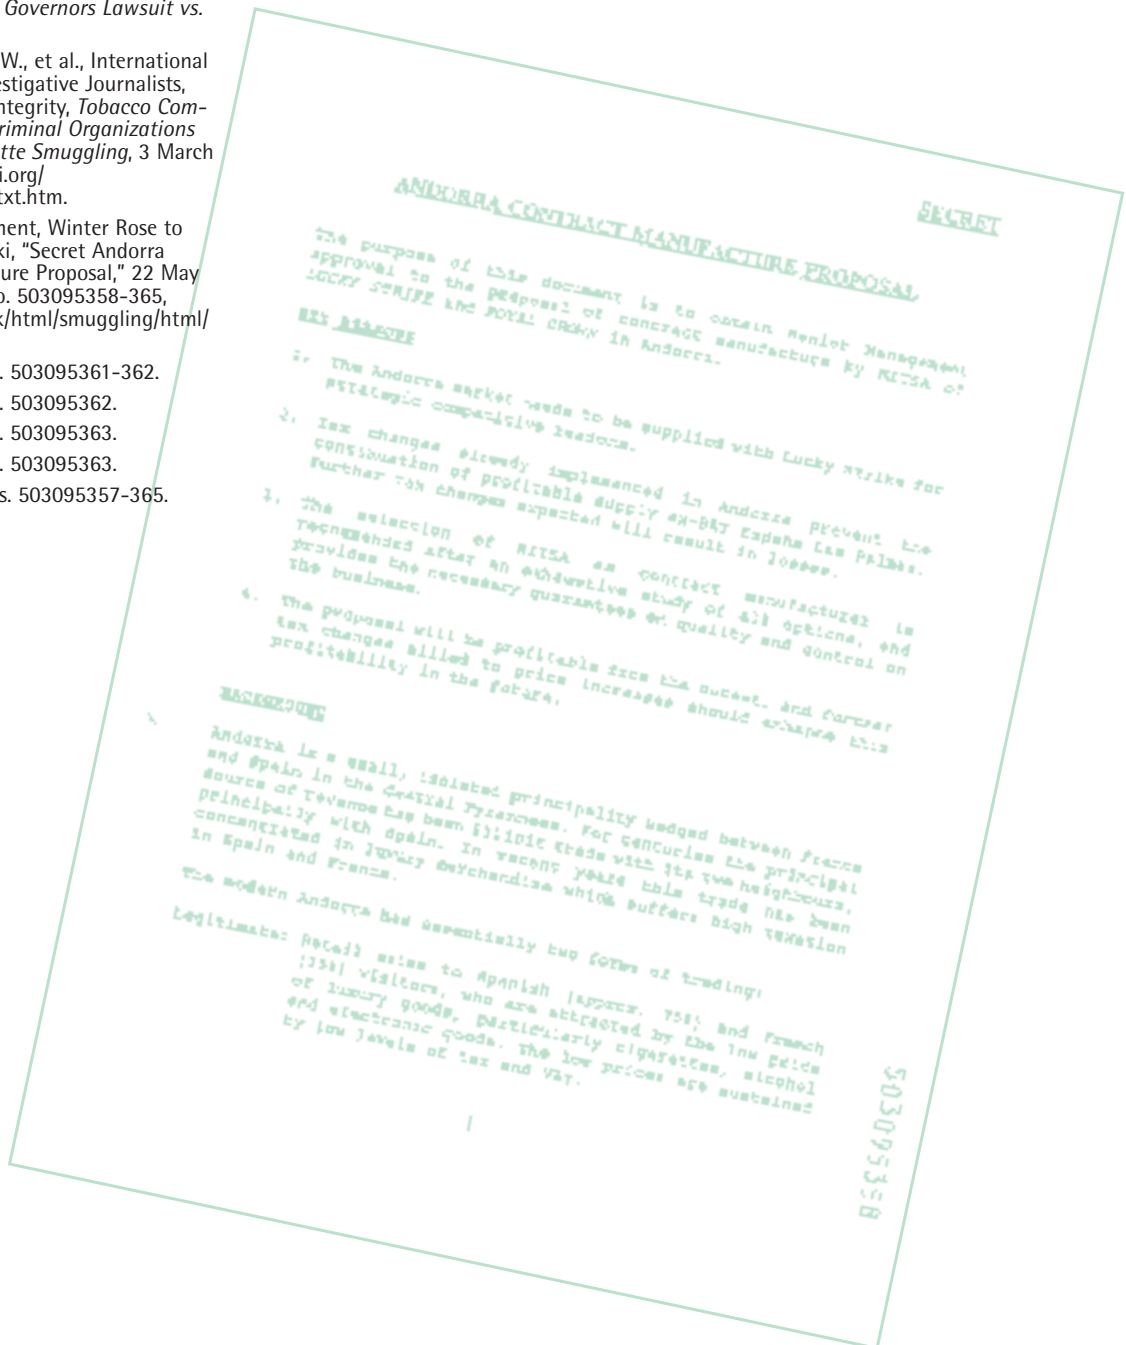 Governors Lawsuit vs.
W., et al., International
estigative Journalists,
ntegrity, Tobacco Com-
riminal Organizations
tte Smuggling, 3 March
i.org/
txt.htm.
ment, Winter Rose to
ki, “Secret Andorra
ure Proposal,” 22 May
o. 503095358-365,
k/html/smuggling/html/
. 503095361-362.
. 503095362.
. 503095363.
. 503095363.
s. 503095357-365.
SECRET
ANDORRA CONTRACT MANUFACTURE PROPOSAL
The purpose of this document is to obtain Management
approval to the proposal of contract manufacture by RITSA of
LUCKY STRIKE and ROYAL CROWN in Andorra.
1. The Andorra market needs to be supplied with Lucky Strike for
strategic competitive reasons.
2. Tax changes already implemented in Andorra prevent the
continuation of profitable supply ex-BAT España Las Palmas.
Further tax changes expected will result in losses.
3. The selection of RITSA as contract manufacturer is
recommended after an exhaustive study of all options, and
provides the necessary guarantees on quality and control on
the business.
4. The proposal will be profitable from the outset, and further
tax changes allied to price increases should enhance this
profitability in the future.
BACKGROUND
Andorra is a small, isolated principality wedged between France
and Spain in the Central Pyrenees. For centuries the principal
source of revenue has been illicit trade with its two neighbours,
principally with Spain. In recent years this trade has been
concentrated in luxury merchandise which suffers high taxation
in Spain and France.
The modern Andorra has essentially two forms of trading:
Legitimate: Retail sales to Spanish (approx. 75%) and French
visitors, who are attracted by the low price
of luxury goods, particularly cigarettes, alcohol
and electronic goods. The low prices are sustained
by low levels of tax and VAT.
1
503095358